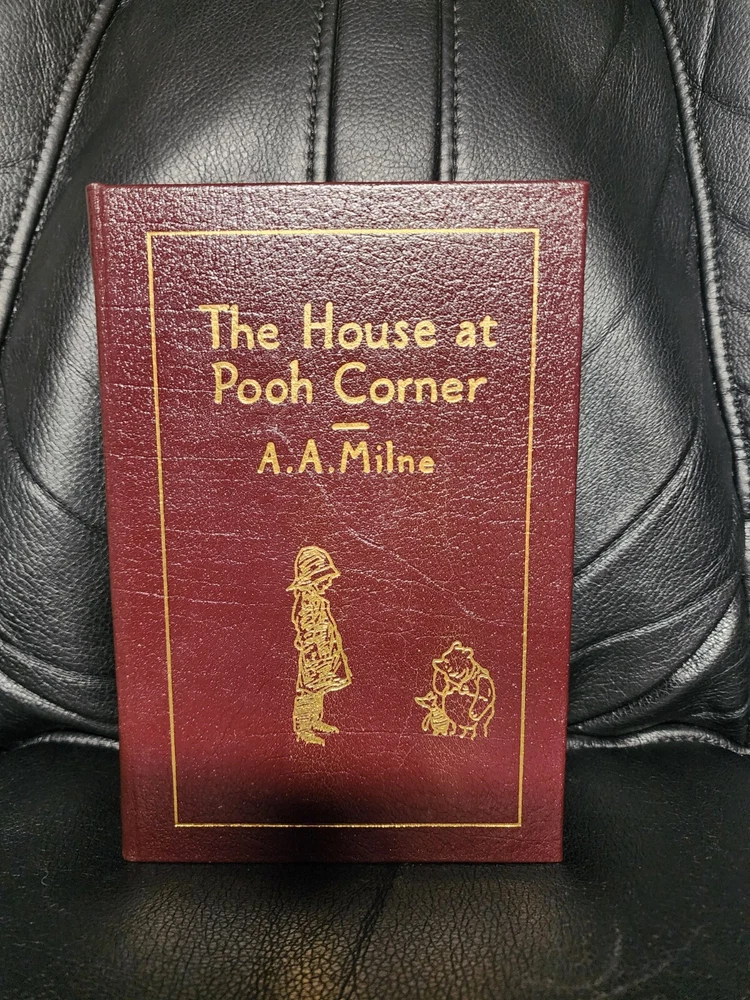 The House at
Pooh Corner
A.A.Milne